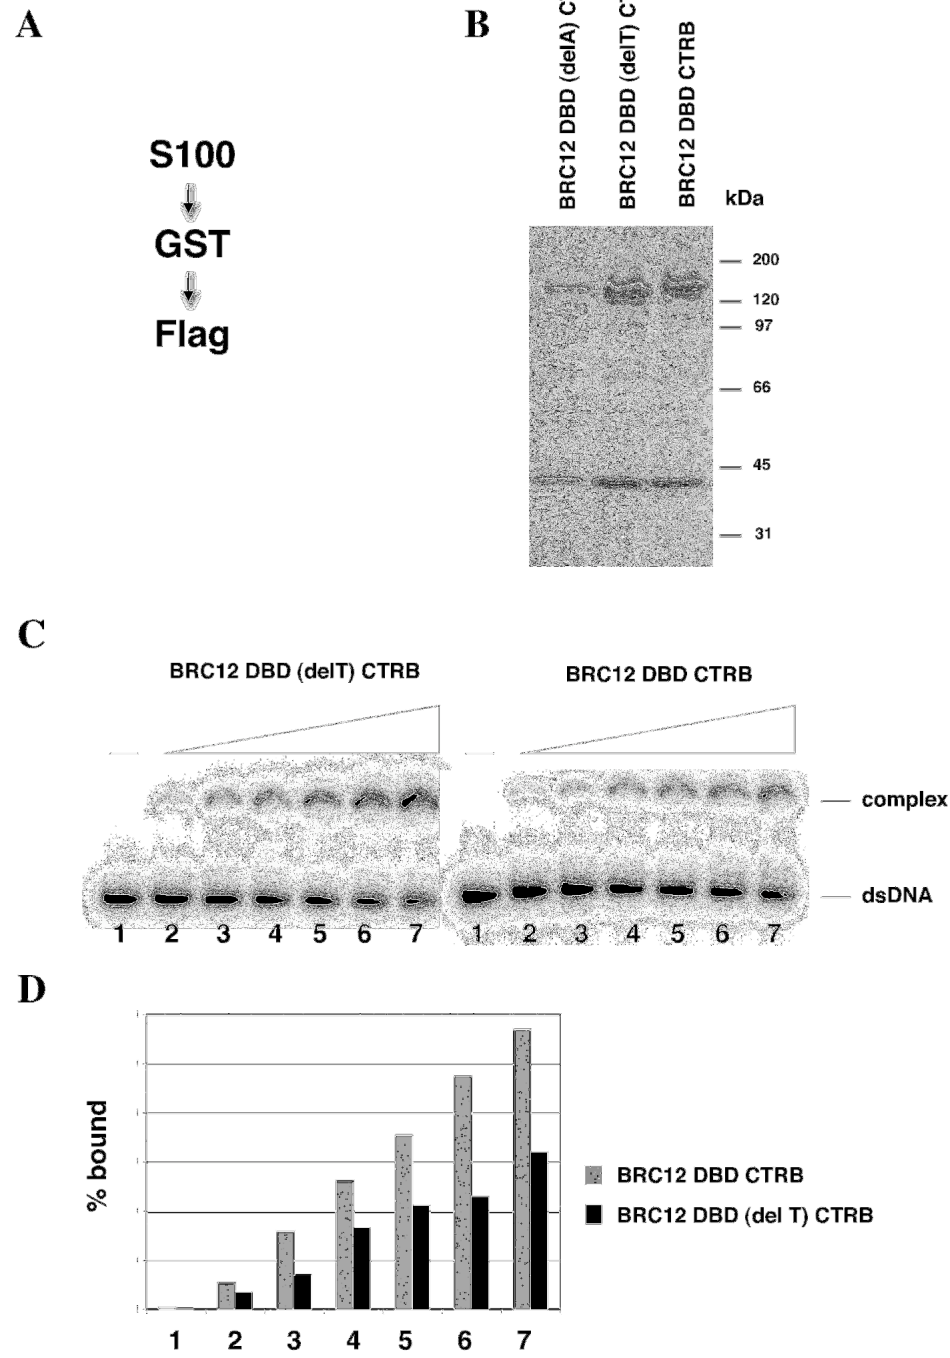 A
S100
GST
Flag
B
BRC12 DBD (delA) C
BRC12 DBD (delT) C
BRC12 DBD CTRB
kDa
200
120
97
66
45
31
C
BRC12 DBD (delT) CTRB
BRC12 DBD CTRB
complex
dsDNA
1 2 3 4 5 6 7 1 2 3 4 5 6 7
D
% bound
BRC12 DBD CTRB
BRC12 DBD (del T) CTRB
1 2 3 4 5 6 7